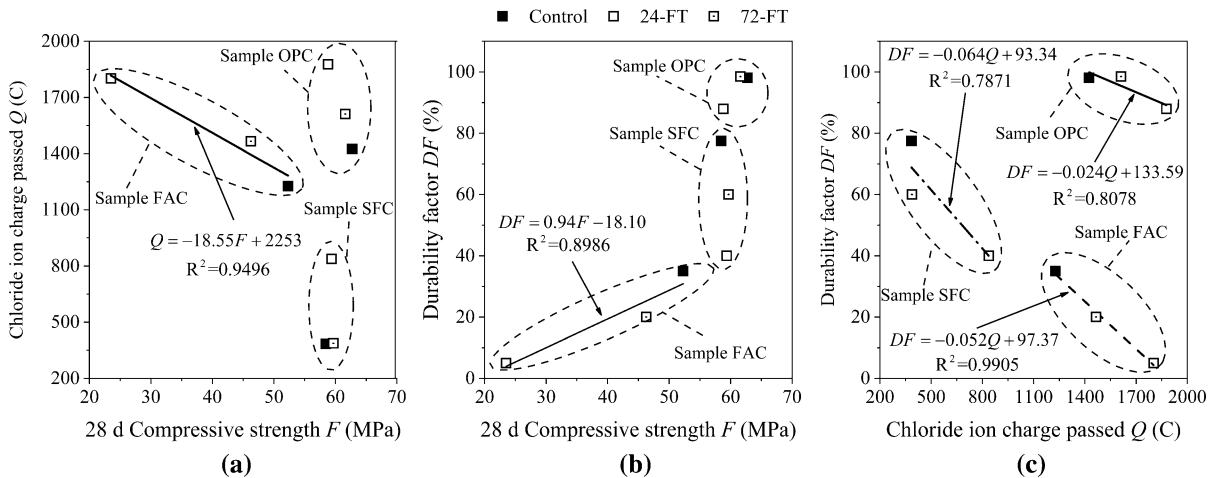 Control 24-FT 72-FT
2000
1700
1400
1100
800
500
200
20 30 40 50 60 70
Chloride ion charge passed Q (C)
28 d Compressive strength F (MPa)
Sample OPC
Sample FAC
Sample SFC
Q=−18.55F+2253
R²=0.9496
(a)
100
80
60
40
20
0
20 30 40 50 60 70
Durability factor DF (%)
28 d Compressive strength F (MPa)
Sample OPC
Sample SFC
DF=0.94F−18.10
R²=0.8986
Sample FAC
(b)
100
80
60
40
20
0
200 600 1000 1400 1800 2000
Durability factor DF (%)
Chloride ion charge passed Q (C)
DF=−0.064Q+93.34
R²=0.7871
Sample OPC
DF=−0.024Q+133.59
R²=0.8078
Sample FAC
Sample SFC
DF=−0.052Q+97.37
R²=0.9905
(c)